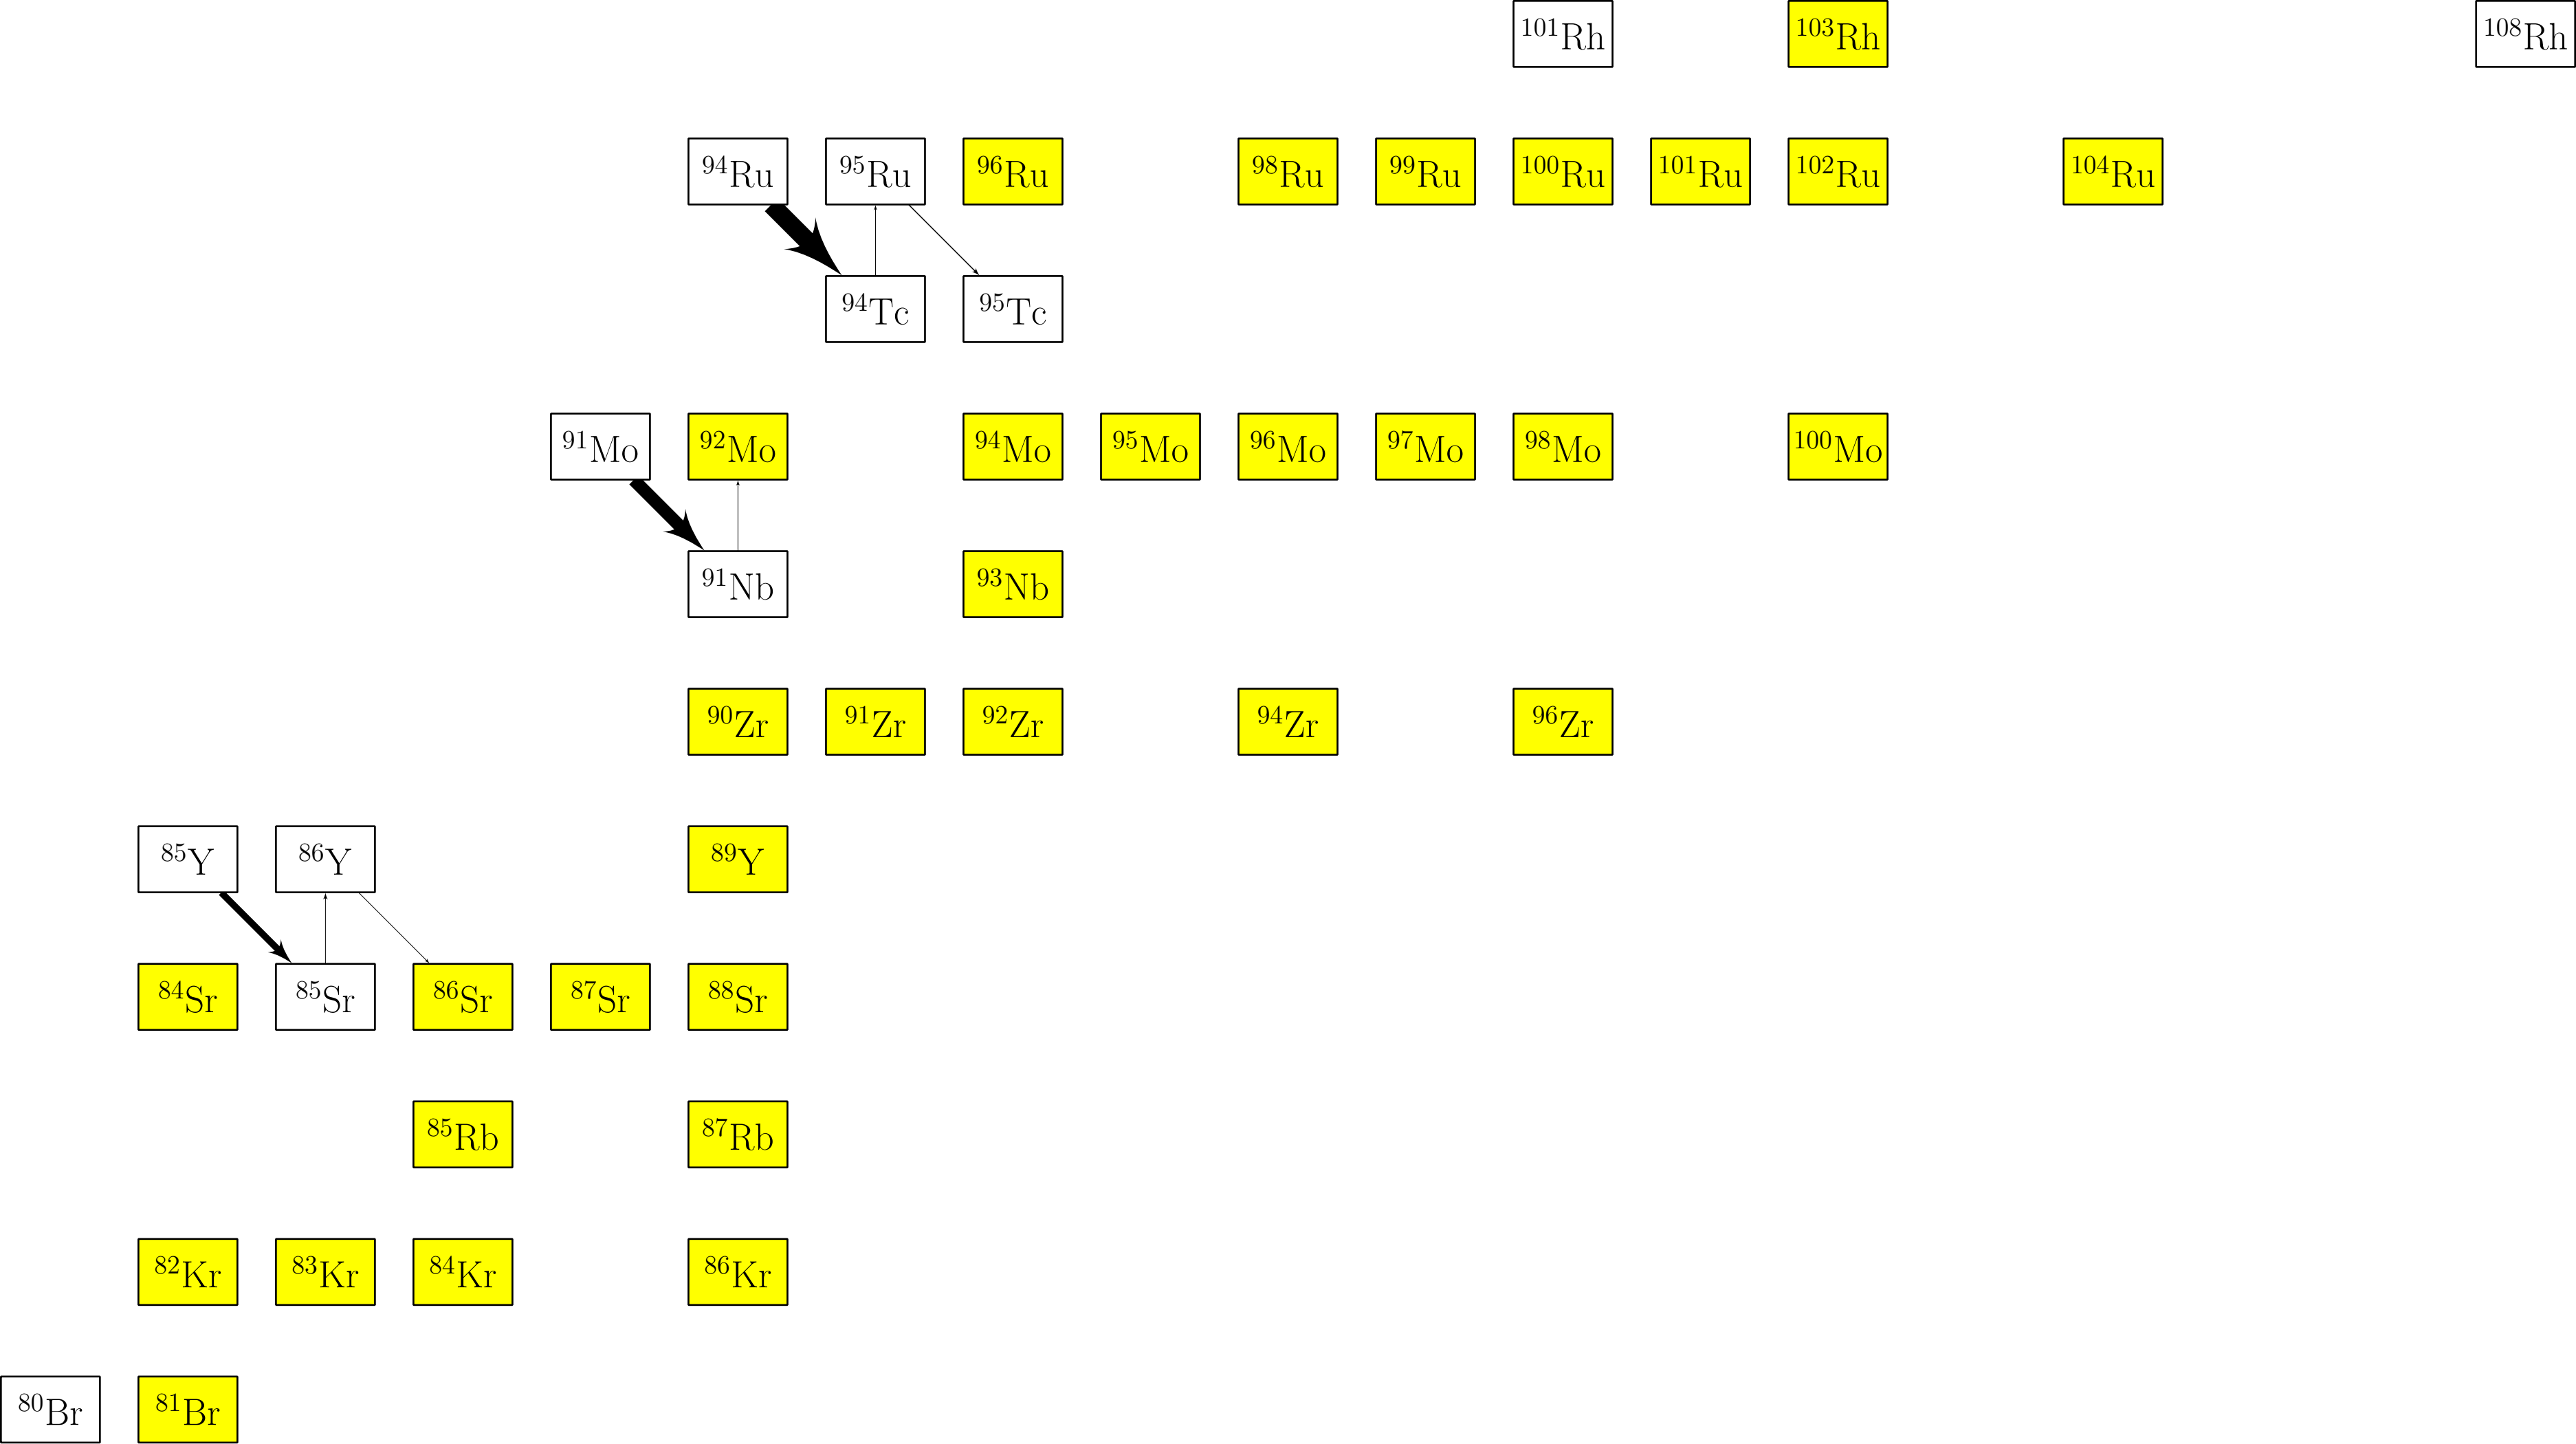 ¹⁰¹Rh ¹⁰³Rh ¹⁰⁸Rh
⁹⁴Ru ⁹⁵Ru ⁹⁶Ru ⁹⁸Ru ⁹⁹Ru ¹⁰⁰Ru ¹⁰¹Ru ¹⁰²Ru ¹⁰⁴Ru
⁹⁴Tc ⁹⁵Tc
⁹¹Mo ⁹²Mo ⁹⁴Mo ⁹⁵Mo ⁹⁶Mo ⁹⁷Mo ⁹⁸Mo ¹⁰⁰Mo
⁹¹Nb ⁹³Nb
⁹⁰Zr ⁹¹Zr ⁹²Zr ⁹⁴Zr ⁹⁶Zr
⁸⁵Y ⁸⁶Y ⁸⁹Y
⁸⁴Sr ⁸⁵Sr ⁸⁶Sr ⁸⁷Sr ⁸⁸Sr
⁸⁵Rb ⁸⁷Rb
⁸²Kr ⁸³Kr ⁸⁴Kr ⁸⁶Kr
⁸⁰Br ⁸¹Br